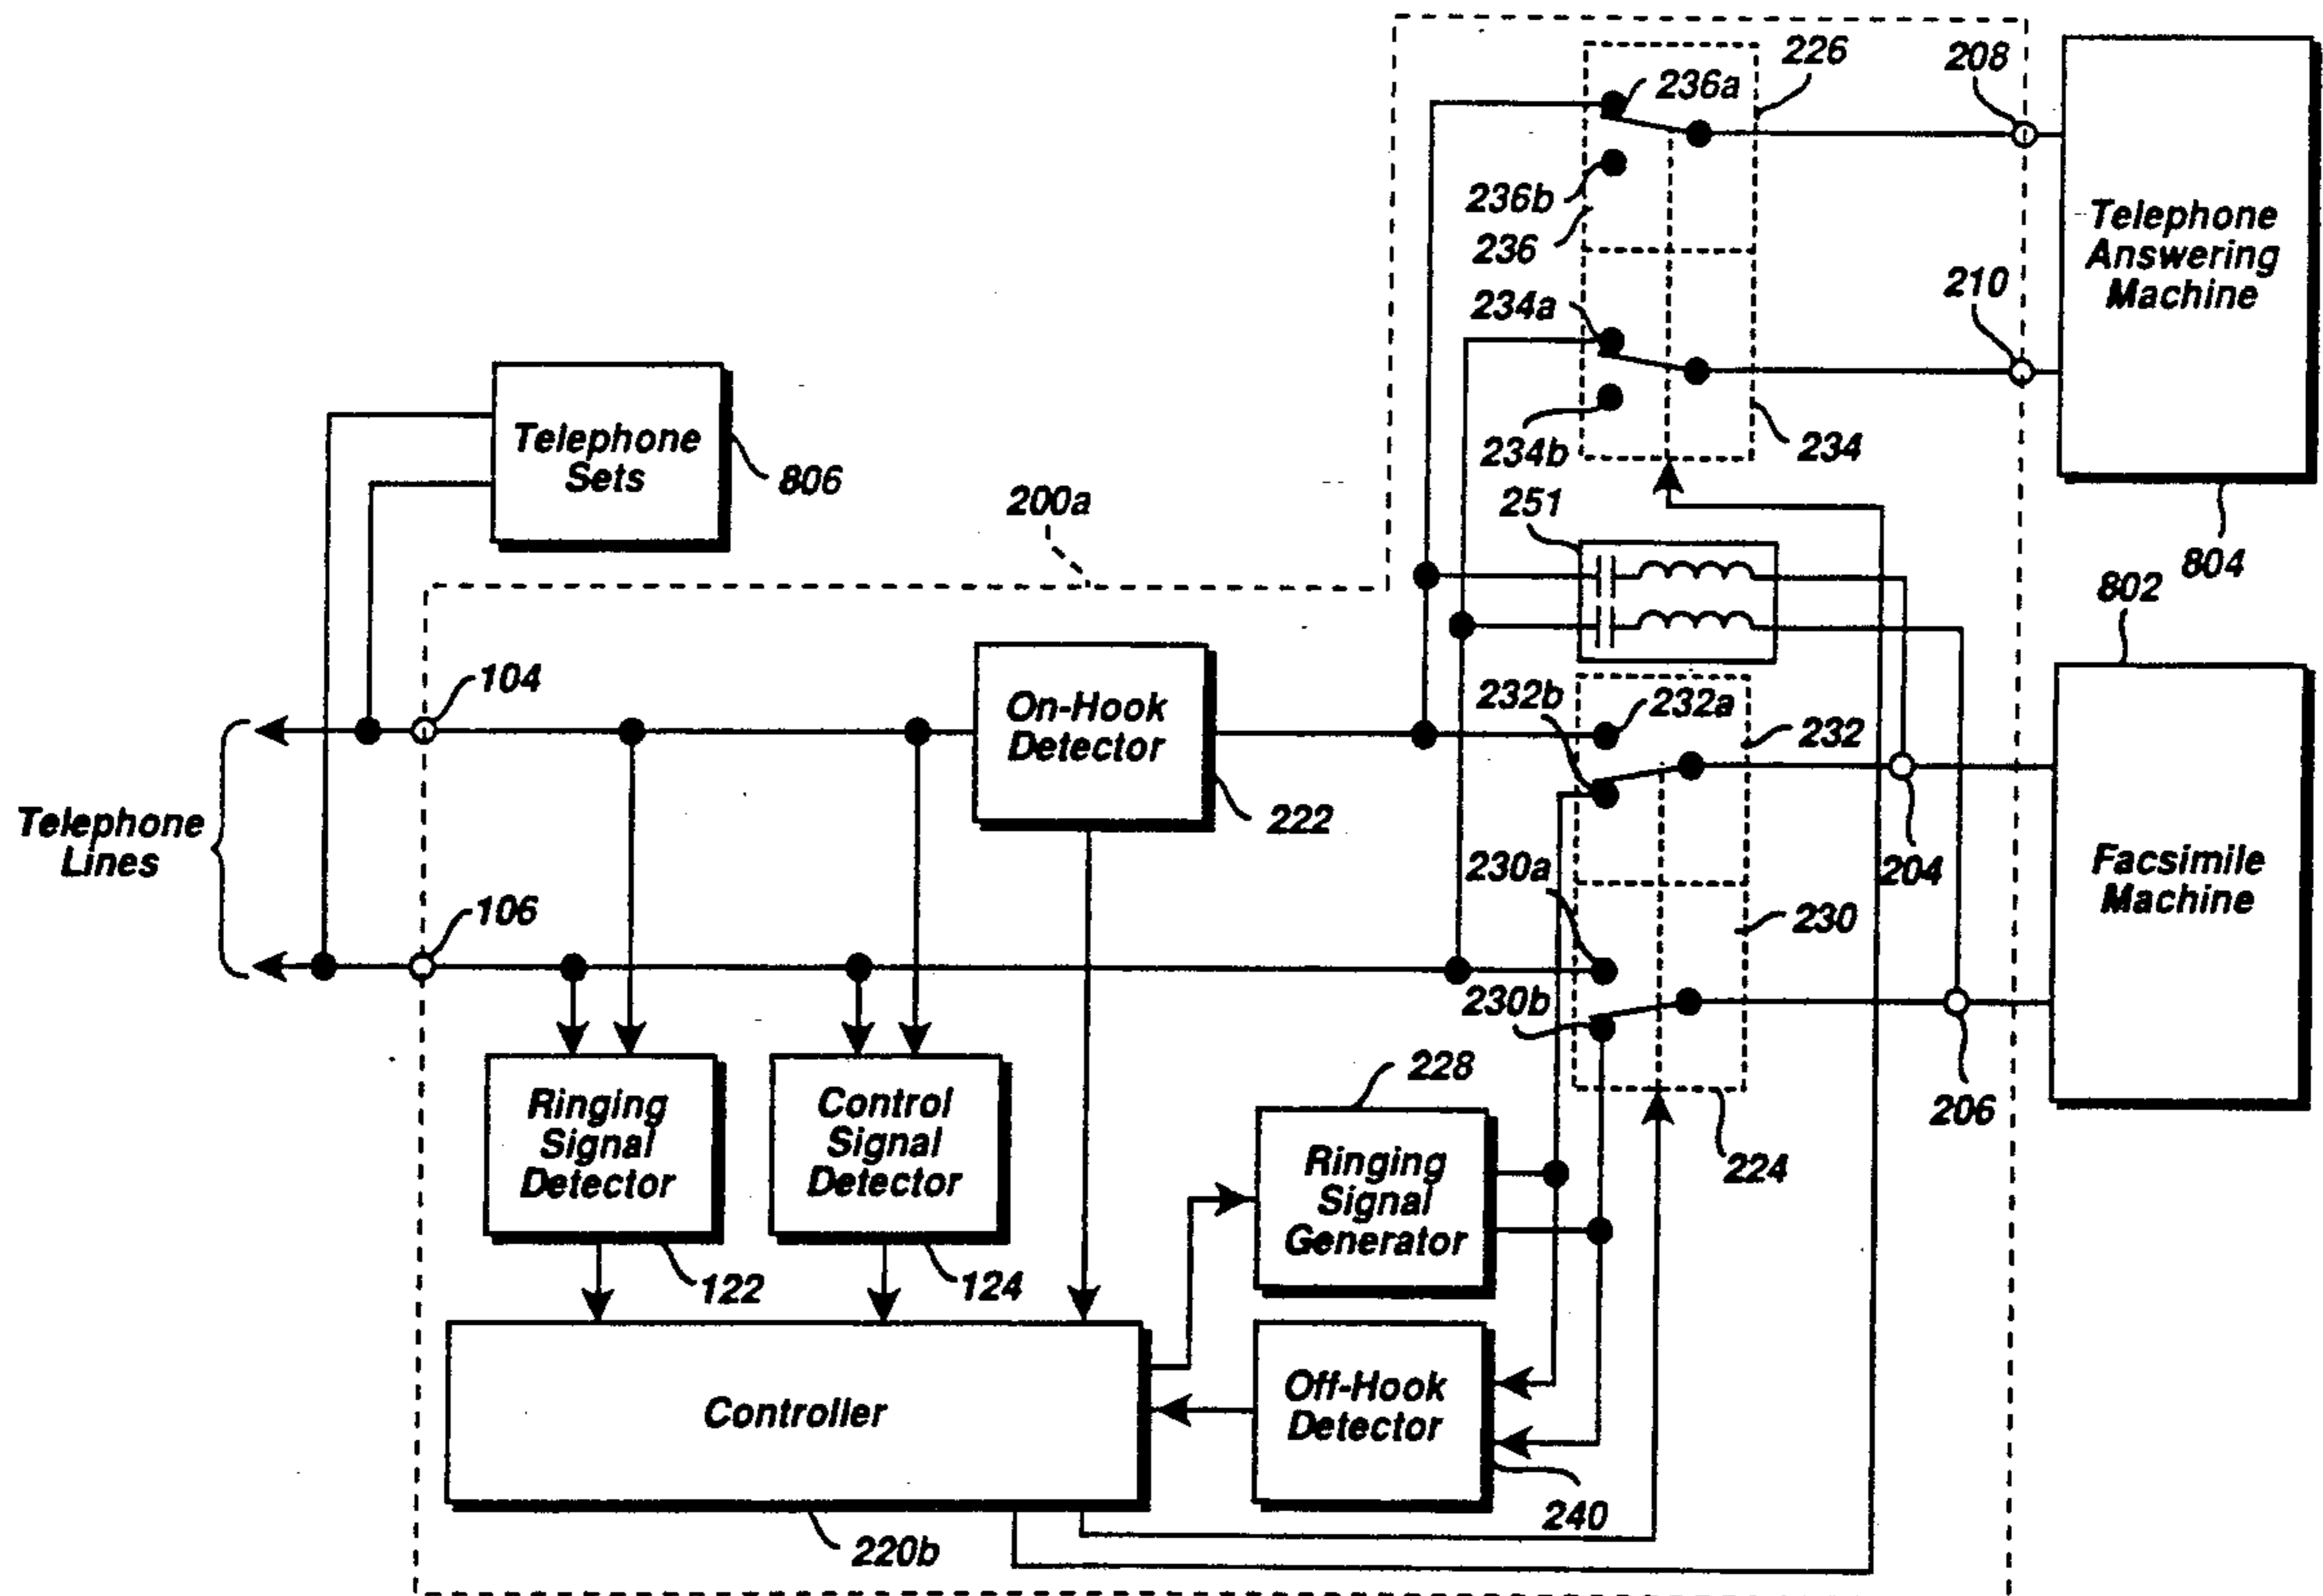 226
208
236a
236b
236
Telephone
Answering
Machine
234a
210
234b
234
Telephone
Sets
806
200a
251
804
802
104
On-Hook
Detector
232b
232a
232
222
Telephone
Lines
204
230a
Facsimile
Machine
106
230
230b
228
206
Ringing
Signal
Detector
Control
Signal
Detector
Ringing
Signal
Generator
224
122
124
Controller
Off-Hook
Detector
240
220b